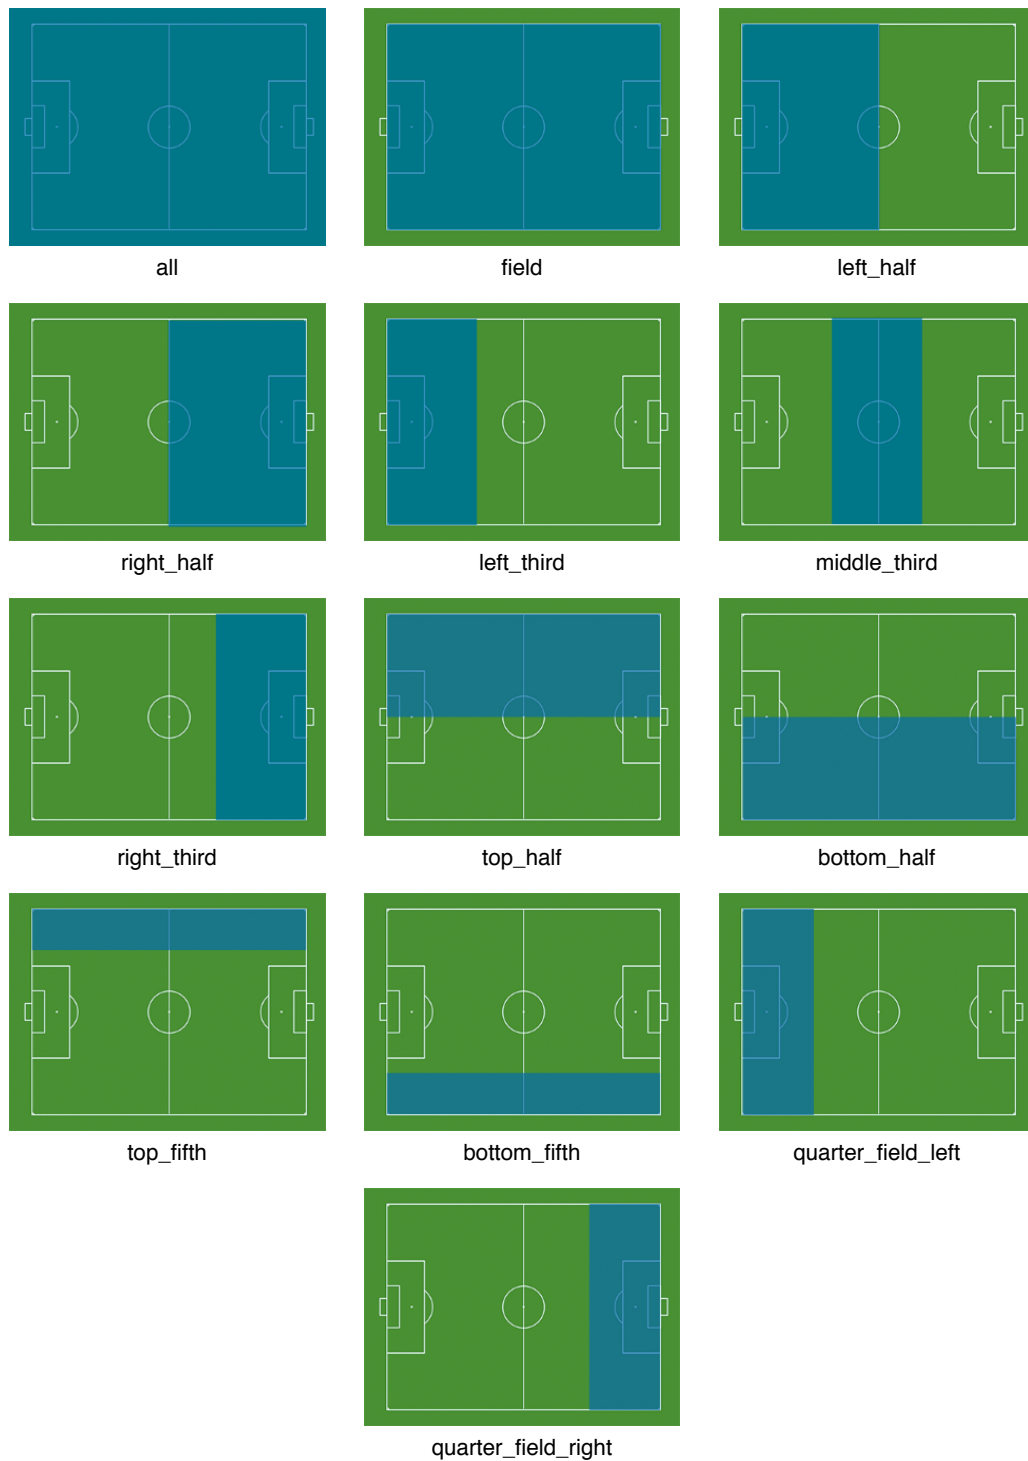 all
field
left_half
right_half
left_third
middle_third
right_third
top_half
bottom_half
top_fifth
bottom_fifth
quarter_field_left
quarter_field_right